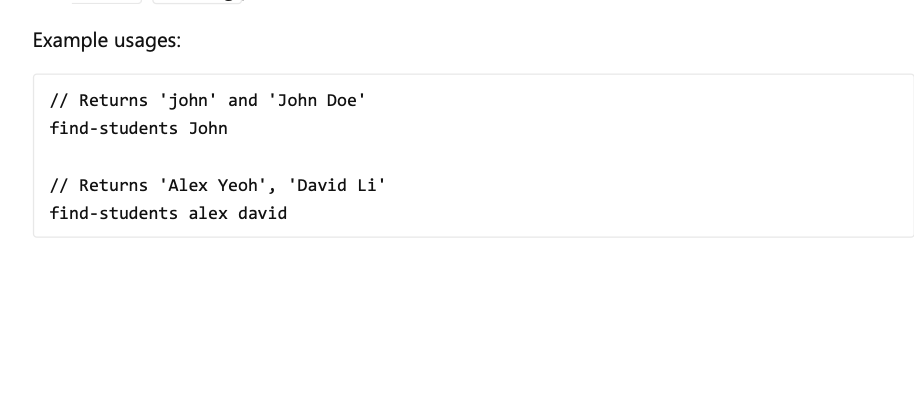 Example usages:
// Returns 'john' and 'John Doe'
find-students John
// Returns 'Alex Yeoh', 'David Li'
find-students alex david